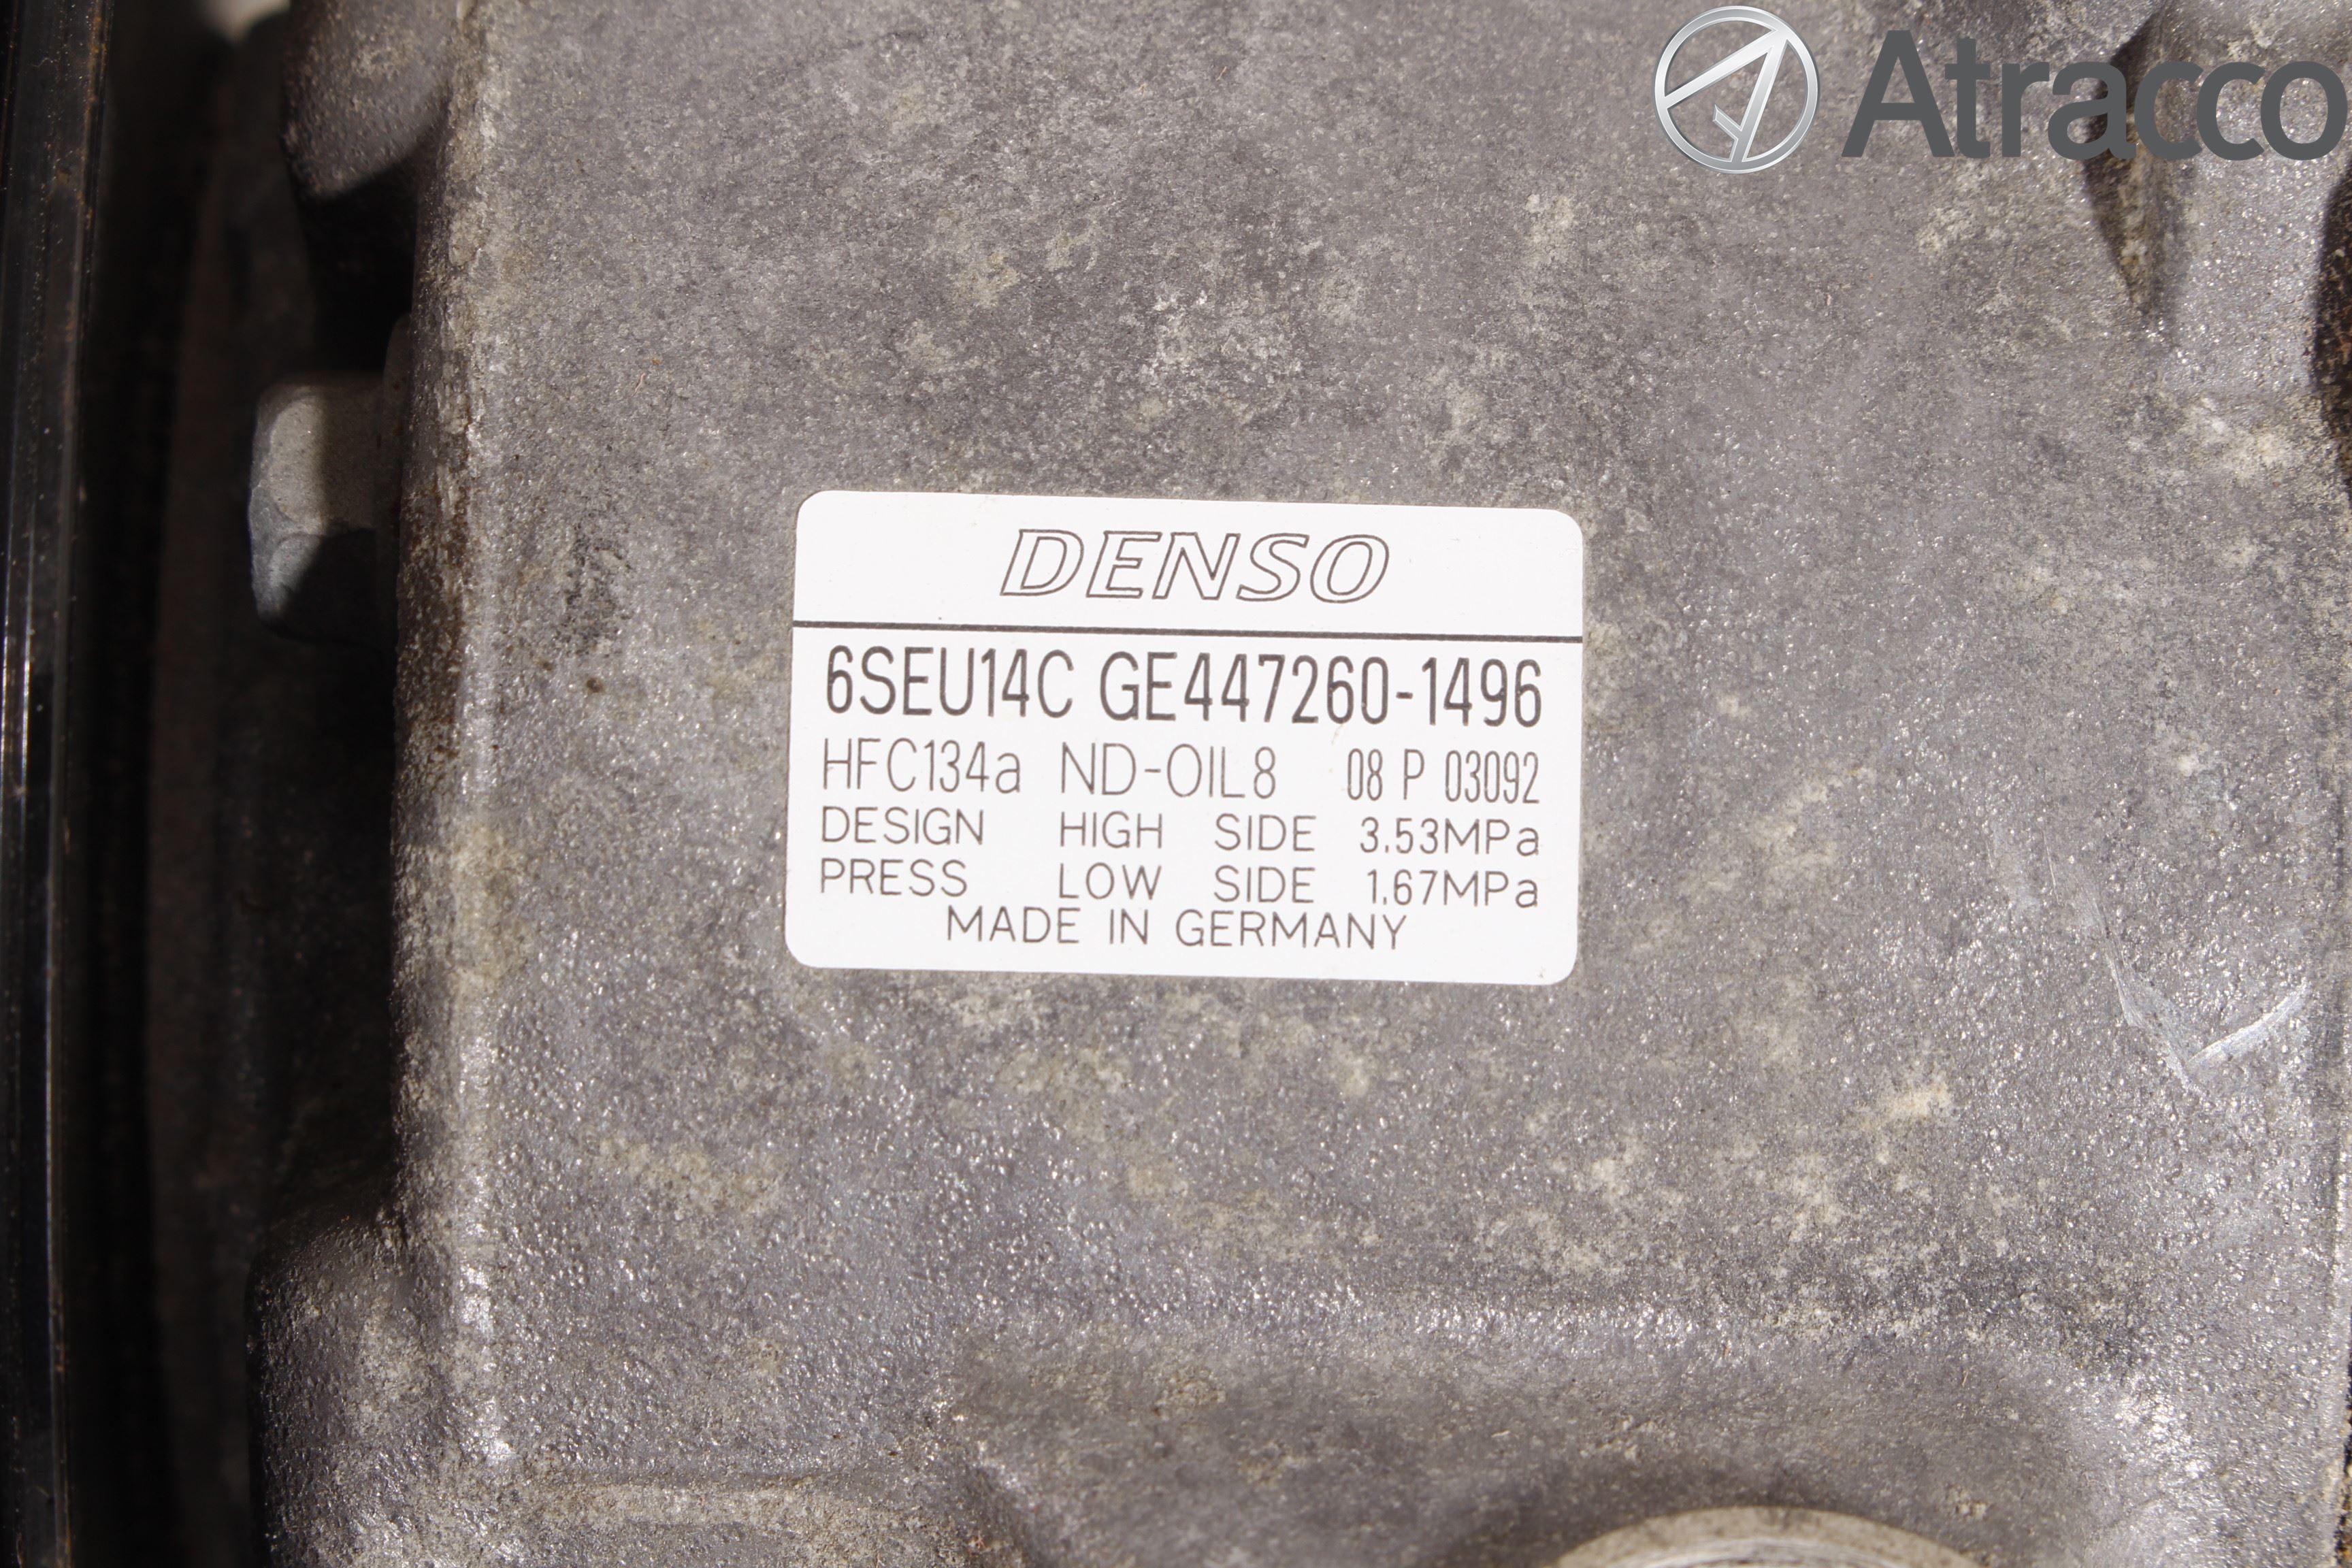 Atracco
DENSO
6SEU14C GE447260-1496
HFC134a ND-OIL8 08 P 03092
DESIGN HIGH SIDE 3.53MPa
PRESS LOW SIDE 1.67MPa
MADE IN GERMANY